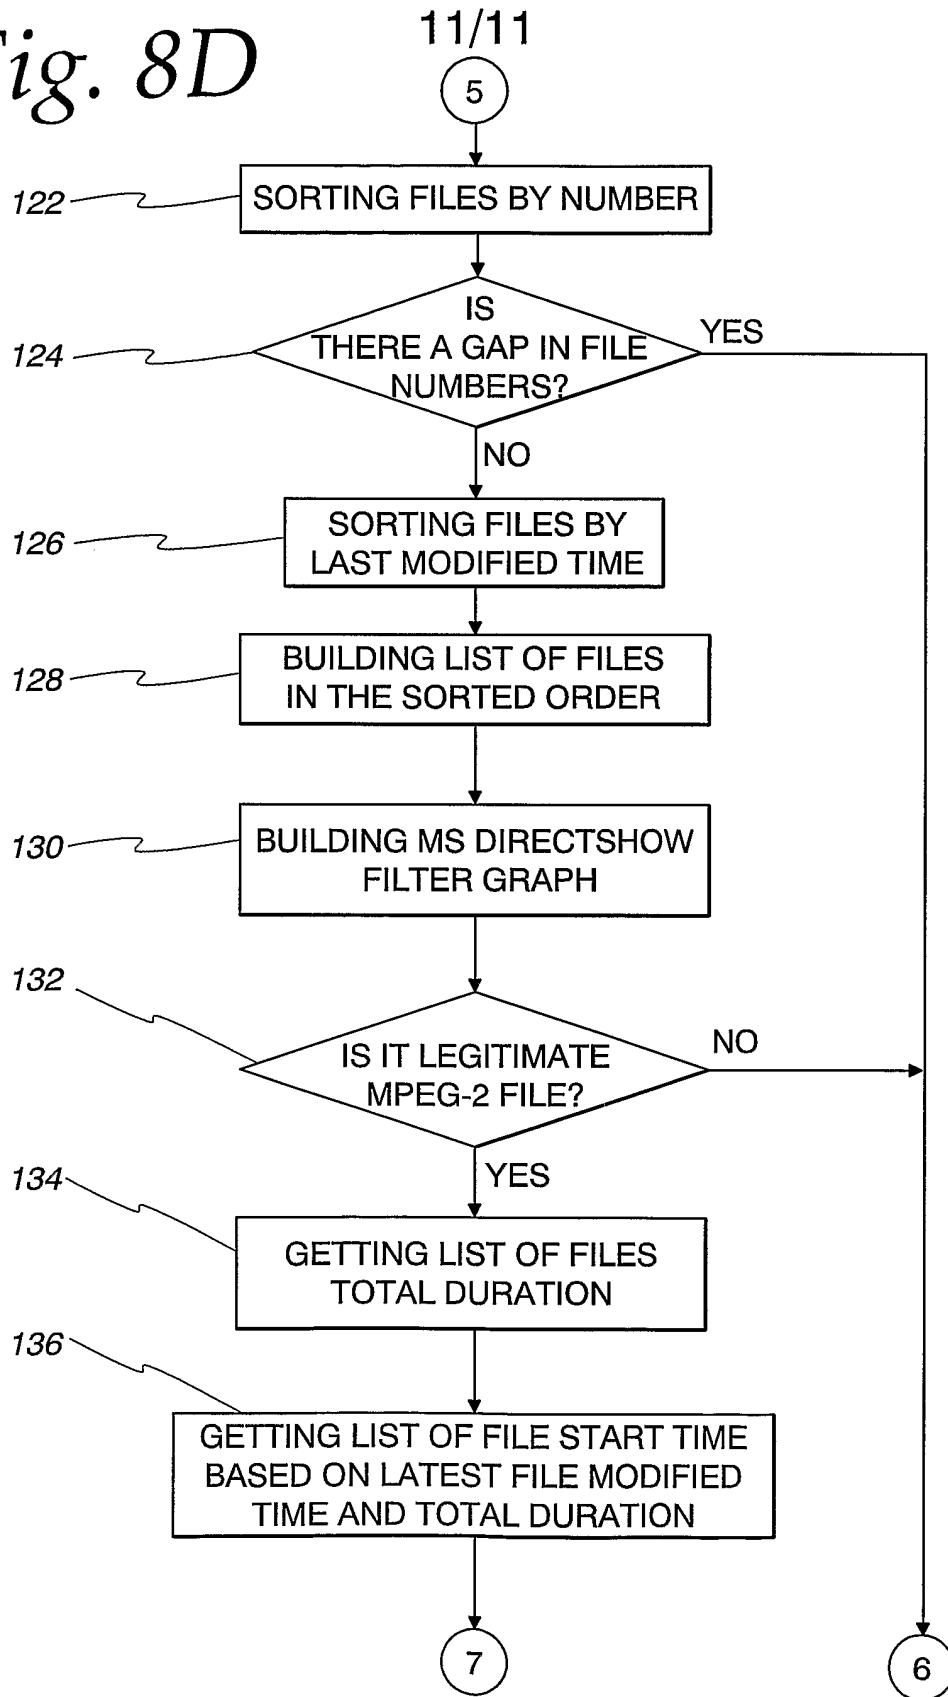 Fig. 8D
11/11
5
122
SORTING FILES BY NUMBER
124
IS
THERE A GAP IN FILE
NUMBERS?
YES
NO
126
SORTING FILES BY
LAST MODIFIED TIME
128
BUILDING LIST OF FILES
IN THE SORTED ORDER
130
BUILDING MS DIRECTSHOW
FILTER GRAPH
132
IS IT LEGITIMATE
MPEG-2 FILE?
NO
YES
134
GETTING LIST OF FILES
TOTAL DURATION
136
GETTING LIST OF FILE START TIME
BASED ON LATEST FILE MODIFIED
TIME AND TOTAL DURATION
7
6